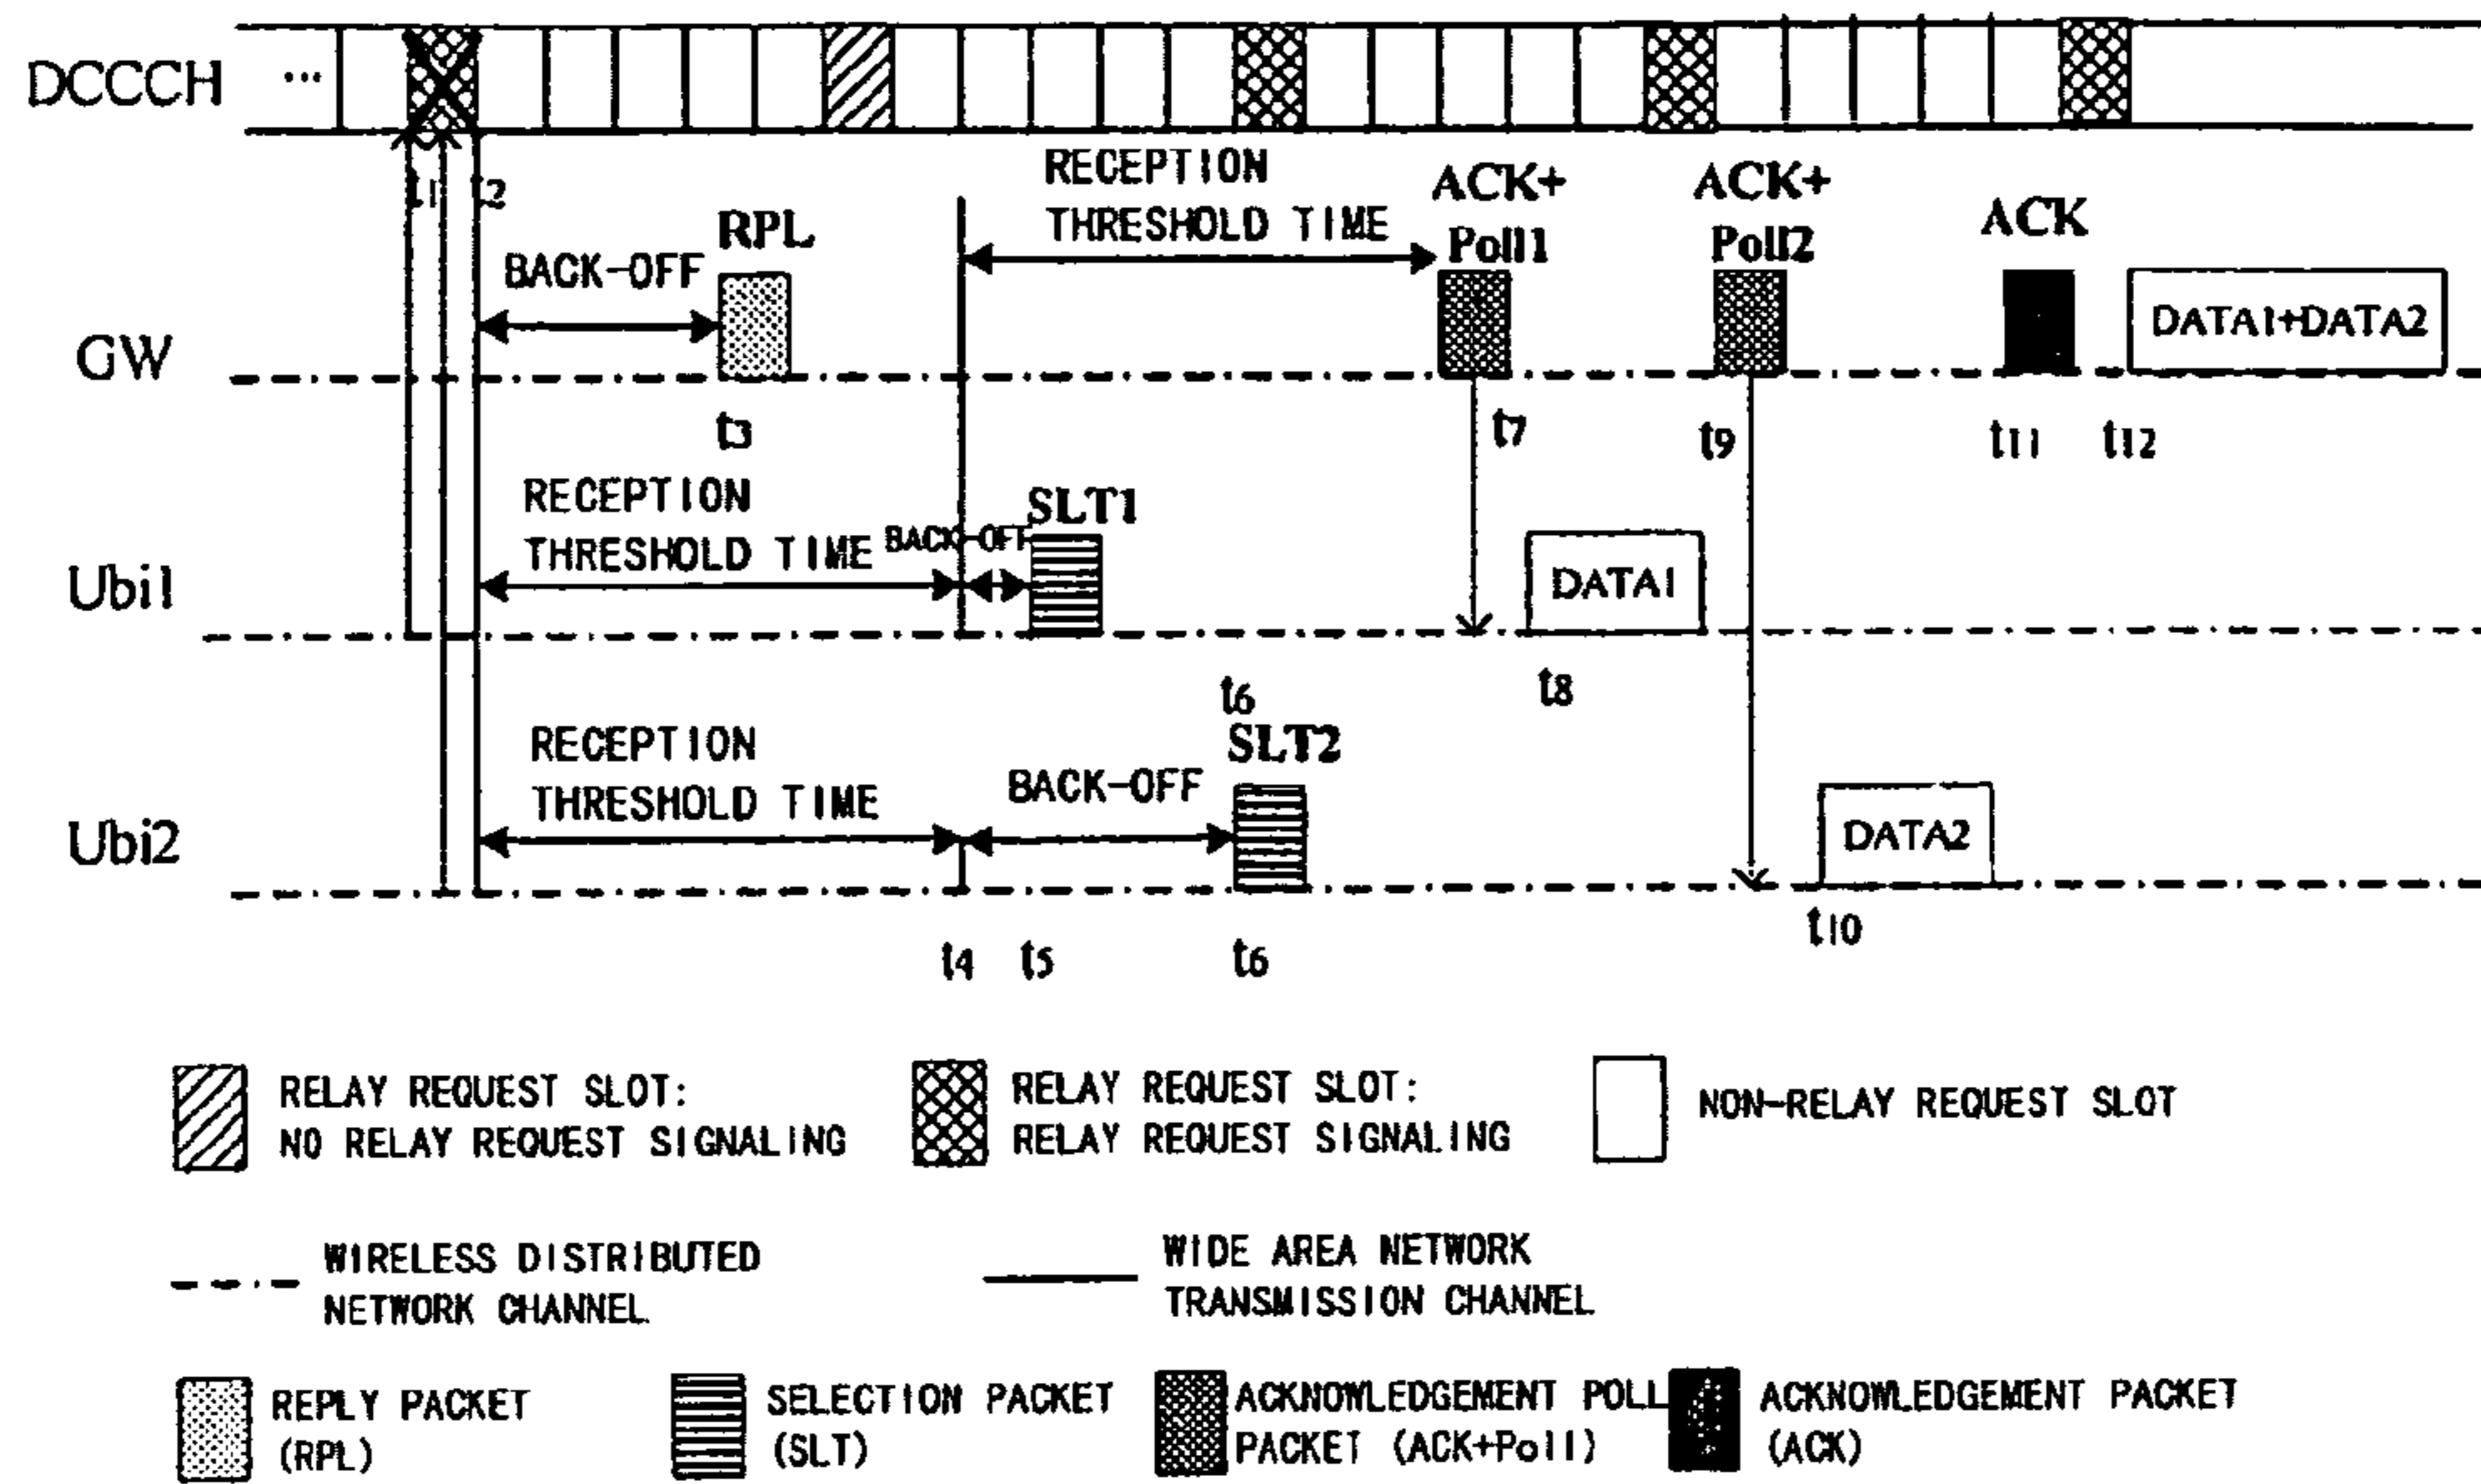 DCCCH
...
t1
t2
RECEPTION
THRESHOLD TIME
ACK+
Poll1
ACK+
Poll2
ACK
RPL
BACK-OFF
DATA1+DATA2
GW
t3
t7
t9
t11
t12
RECEPTION
THRESHOLD TIME
BACK-OFF
SLT1
DATA1
Ubi1
t6
t8
SLT2
RECEPTION
THRESHOLD TIME
BACK-OFF
DATA2
Ubi2
t10
t4
t5
t6
RELAY REQUEST SLOT:
NO RELAY REQUEST SIGNALING
RELAY REQUEST SLOT:
RELAY REQUEST SIGNALING
NON-RELAY REQUEST SLOT
WIRELESS DISTRIBUTED
NETWORK CHANNEL
WIDE AREA NETWORK
TRANSMISSION CHANNEL
REPLY PACKET
(RPL)
SELECTION PACKET
(SLT)
ACKNOWLEDGEMENT POLL
PACKET (ACK+Poll)
ACKNOWLEDGEMENT PACKET
(ACK)